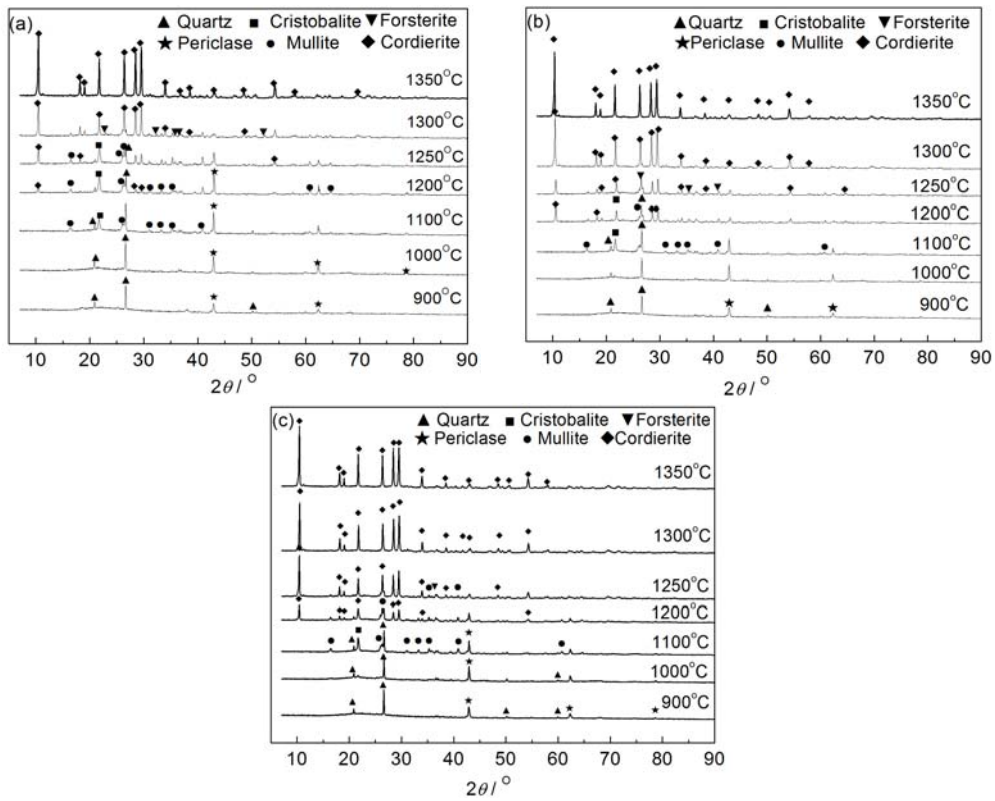 (a)
▲ Quartz ■ Cristobalite ▼ Forsterite
★ Periclase ● Mullite ◆ Cordierite
1350°C
1300°C
1250°C
1200°C
1100°C
1000°C
900°C
10 20 30 40 50 60 70 80 90
2θ/°
(b)
▲ Quartz ■ Cristobalite ▼ Forsterite
★ Periclase ● Mullite ◆ Cordierite
1350°C
1300°C
1250°C
1200°C
1100°C
1000°C
900°C
10 20 30 40 50 60 70 80 90
2θ/°
(c)
▲ Quartz ■ Cristobalite ▼ Forsterite
★ Periclase ● Mullite ◆ Cordierite
1350°C
1300°C
1250°C
1200°C
1100°C
1000°C
900°C
10 20 30 40 50 60 70 80 90
2θ/°